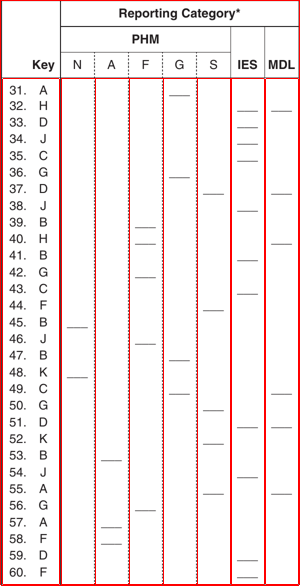 Reporting Category*
PHM
Key N A F G S IES MDL
31. A
32. H
33. D
34. J
35. C
36. G
37. D
38. J
39. B
40. H
41. B
42. G
43. C
44. F
45. B
46. J
47. B
48. K
49. C
50. G
51. D
52. K
53. B
54. J
55. A
56. G
57. A
58. F
59. D
60. F